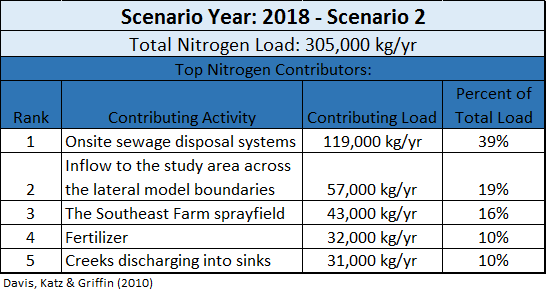 Scenario Year: 2018 - Scenario 2
Total Nitrogen Load: 305,000 kg/yr
Top Nitrogen Contributors:
Rank Contributing Activity Contributing Load Percent of Total Load
1 Onsite sewage disposal systems 119,000 kg/yr 39%
2 Inflow to the study area across the lateral model boundaries 57,000 kg/yr 19%
3 The Southeast Farm sprayfield 43,000 kg/yr 16%
4 Fertilizer 32,000 kg/yr 10%
5 Creeks discharging into sinks 31,000 kg/yr 10%
Davis, Katz & Griffin (2010)